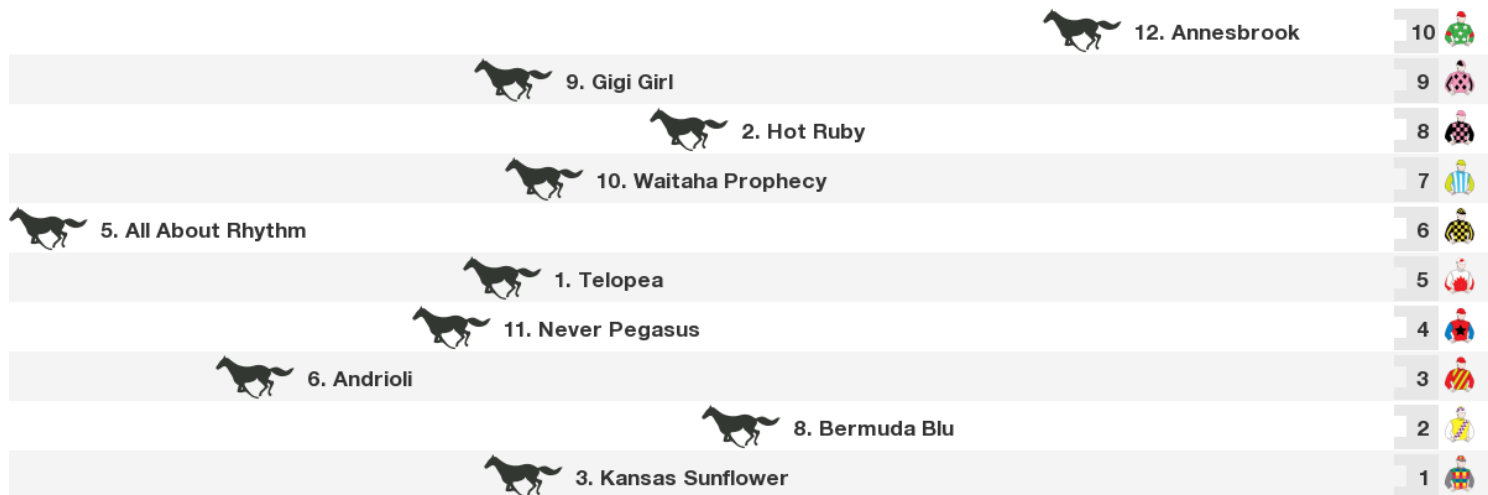 12. Annesbrook 10
9. Gigi Girl 9
2. Hot Ruby 8
10. Waitaha Prophecy 7
5. All About Rhythm 6
1. Telopea 5
11. Never Pegasus 4
6. Andrioli 3
8. Bermuda Blu 2
3. Kansas Sunflower 1